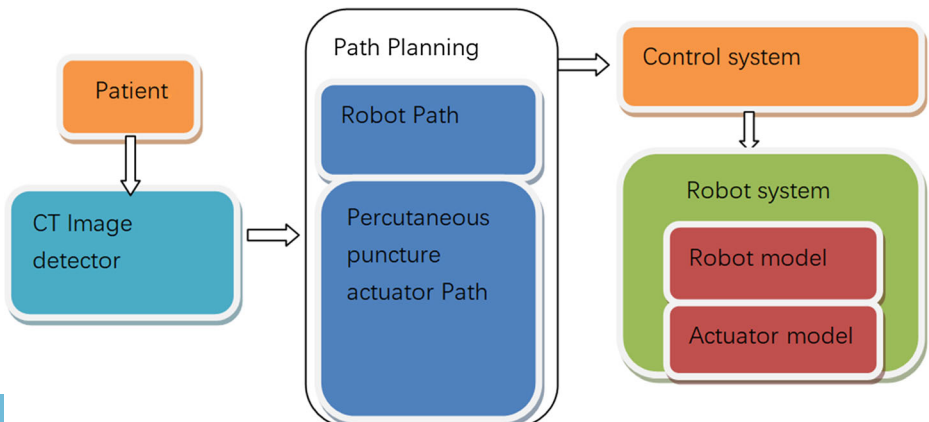 Patient
CT Image
detector
Path Planning
Robot Path
Percutaneous
puncture
actuator Path
Control system
Robot system
Robot model
Actuator model